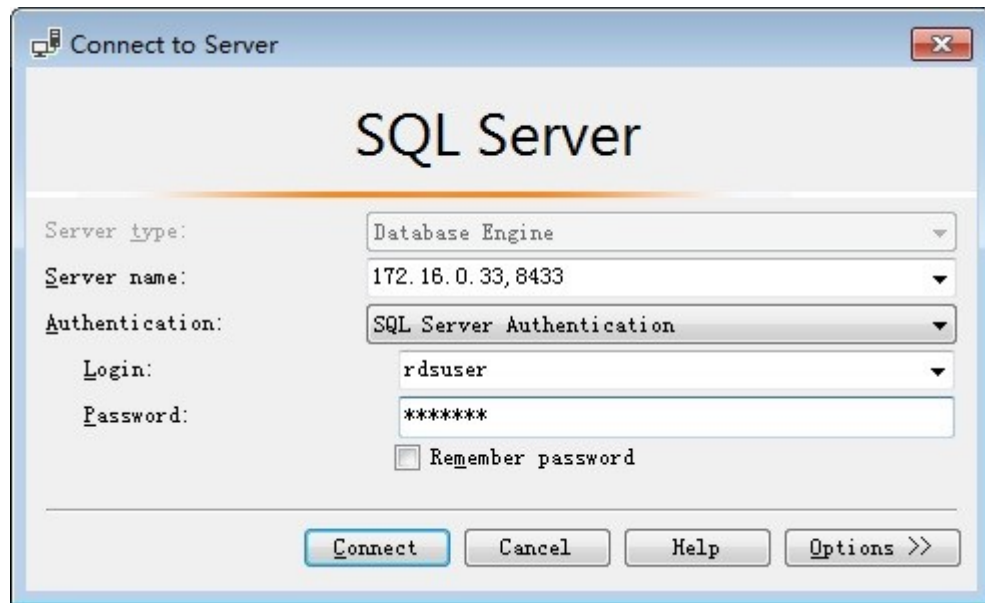 Connect to Server
SQL Server
Server type: Database Engine
Server name: 172.16.0.33,8433
Authentication: SQL Server Authentication
Login: rdsuser
Password: *******
Remember password
Connect Cancel Help Options >>